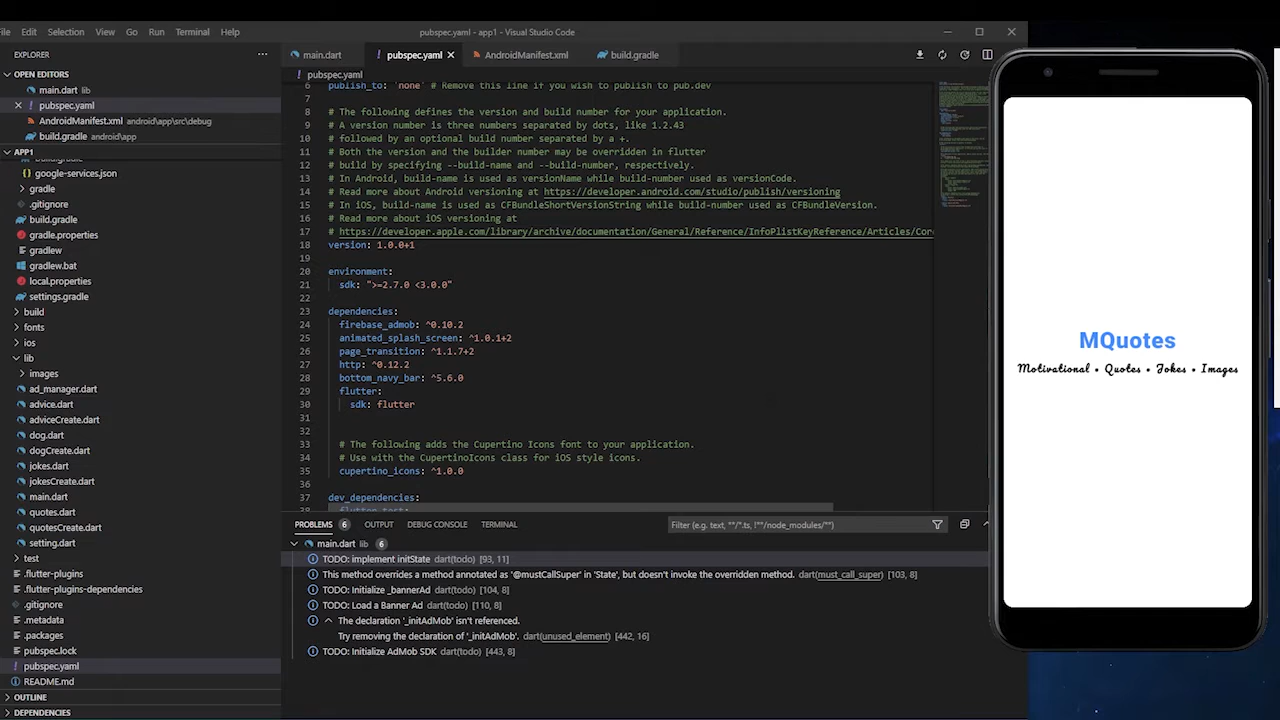 File Edit Selection View Go Run Terminal Help
pubspec.yaml - app1 - Visual Studio Code
EXPLORER
OPEN EDITORS
main.dart lib
pubspec.yaml
AndroidManifest.xml android\app\src\debug
build.gradle android\app
APP1
build.gradle
google-services.json
gradle
.gitignore
build.gradle
gradle.properties
gradlew
gradlew.bat
local.properties
settings.gradle
build
fonts
ios
lib
images
ad_manager.dart
advice.dart
adviceCreate.dart
dog.dart
dogCreate.dart
jokes.dart
jokesCreate.dart
main.dart
quotes.dart
quotesCreate.dart
setting.dart
test
.flutter-plugins
.flutter-plugins-dependencies
.gitignore
.metadata
.packages
pubspec.lock
pubspec.yaml
README.md
OUTLINE
DEPENDENCIES
main.dart pubspec.yaml AndroidManifest.xml build.gradle
pubspec.yaml
6 publish_to: 'none' # Remove this line if you wish to publish to pub.dev
7
8 # The following defines the version and build number for your application.
9 # A version number is three numbers separated by dots, like 1.2.43
10 # followed by an optional build number separated by a +.
11 # Both the version and the builder number may be overridden in flutter
12 # build by specifying --build-name and --build-number, respectively.
13 # In Android, build-name is used as versionName while build-number used as versionCode.
14 # Read more about Android versioning at https://developer.android.com/studio/publish/versioning
15 # In iOS, build-name is used as CFBundleShortVersionString while build-number used as CFBundleVersion.
16 # Read more about iOS versioning at
17 # https://developer.apple.com/library/archive/documentation/General/Reference/InfoPlistKeyReference/Articles/Cor
18 version: 1.0.0+1
19
20 environment:
21 sdk: ">=2.7.0 <3.0.0"
22
23 dependencies:
24 firebase_admob: ^0.10.2
25 animated_splash_screen: ^1.0.1+2
26 page_transition: ^1.1.7+2
27 http: ^0.12.2
28 bottom_navy_bar: ^5.6.0
29 flutter:
30 sdk: flutter
31
32
33 # The following adds the Cupertino Icons font to your application.
34 # Use with the CupertinoIcons class for iOS style icons.
35 cupertino_icons: ^1.0.0
36
37 dev_dependencies:
38 flutter_test:
PROBLEMS 6 OUTPUT DEBUG CONSOLE TERMINAL Filter (e.g. text, **/*.ts, !**/node_modules/**)
main.dart lib 6
TODO: implement initState dart(todo) [93, 11]
This method overrides a method annotated as '@mustCallSuper' in 'State', but doesn't invoke the overridden method. dart(must_call_super) [103, 8]
TODO: Initialize _bannerAd dart(todo) [104, 8]
TODO: Load a Banner Ad dart(todo) [110, 8]
The declaration '_initAdMob' isn't referenced.
Try removing the declaration of '_initAdMob'. dart(unused_element) [442, 16]
TODO: Initialize AdMob SDK dart(todo) [443, 8]
MQuotes
Motivational • Quotes • Jokes • Images